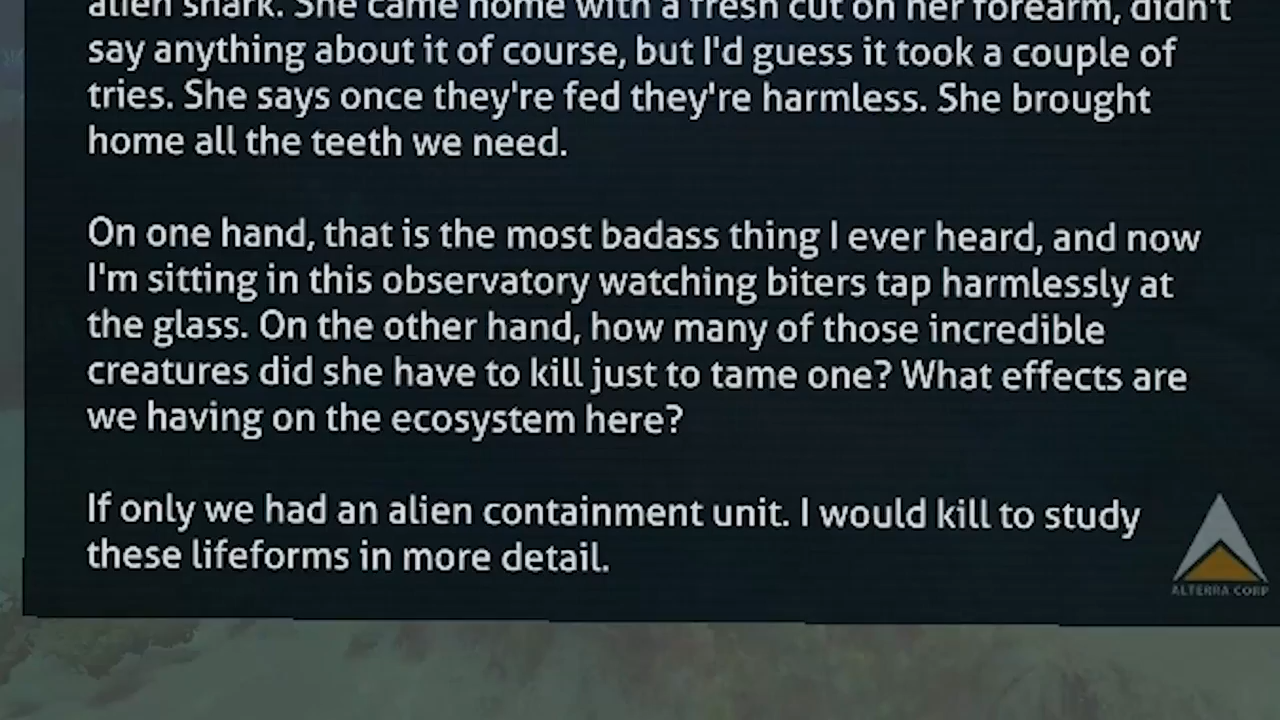 alien shark. She came home with a fresh cut on her forearm, didn't
say anything about it of course, but I'd guess it took a couple of
tries. She says once they're fed they're harmless. She brought
home all the teeth we need.
On one hand, that is the most badass thing I ever heard, and now
I'm sitting in this observatory watching biters tap harmlessly at
the glass. On the other hand, how many of those incredible
creatures did she have to kill just to tame one? What effects are
we having on the ecosystem here?
If only we had an alien containment unit. I would kill to study
these lifeforms in more detail.
ALTERRA CORP